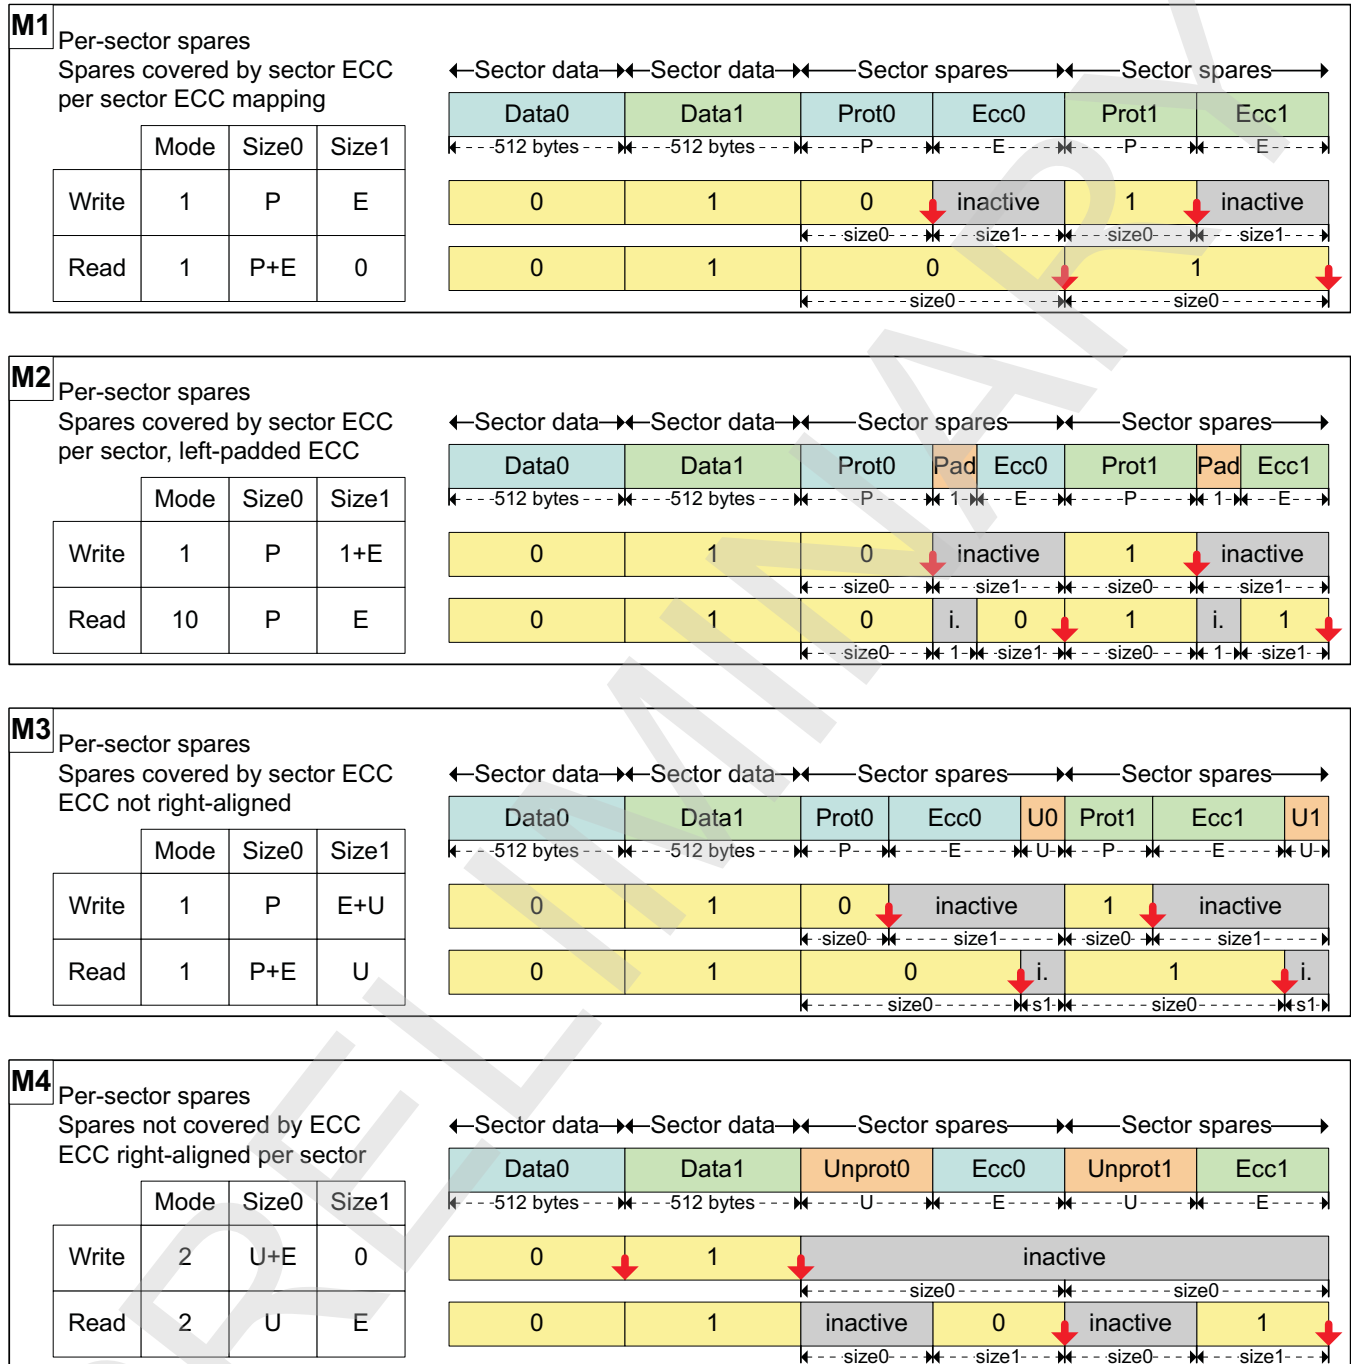 M1
Per-sector spares
Spares covered by sector ECC
per sector ECC mapping
Mode Size0 Size1
Write 1 P E
Read 1 P+E 0
Sector data Sector data Sector spares Sector spares
Data0 Data1 Prot0 Ecc0 Prot1 Ecc1
512 bytes 512 bytes P E P E
0 1 0 inactive 1 inactive
size0 size1 size0 size1
0 1 0 1
size0 size0
M2
Per-sector spares
Spares covered by sector ECC
per sector, left-padded ECC
Mode Size0 Size1
Write 1 P 1+E
Read 10 P E
Sector data Sector data Sector spares Sector spares
Data0 Data1 Prot0 Pad Ecc0 Prot1 Pad Ecc1
512 bytes 512 bytes P 1 E P 1 E
0 1 0 inactive 1 inactive
size0 size1 size0 size1
0 1 0 i. 0 1 i. 1
size0 1 size1 size0 1 size1
M3
Per-sector spares
Spares covered by sector ECC
ECC not right-aligned
Mode Size0 Size1
Write 1 P E+U
Read 1 P+E U
Sector data Sector data Sector spares Sector spares
Data0 Data1 Prot0 Ecc0 U0 Prot1 Ecc1 U1
512 bytes 512 bytes P E U P E U
0 1 0 inactive 1 inactive
size0 size1 size0 size1
0 1 0 i. 1 i.
size0 s1 size0 s1
M4
Per-sector spares
Spares not covered by ECC
ECC right-aligned per sector
Mode Size0 Size1
Write 2 U+E 0
Read 2 U E
Sector data Sector data Sector spares Sector spares
Data0 Data1 Unprot0 Ecc0 Unprot1 Ecc1
512 bytes 512 bytes U E U E
0 1 inactive
size0 size0
0 1 inactive 0 inactive 1
size0 size1 size0 size1
PRELIMINARY